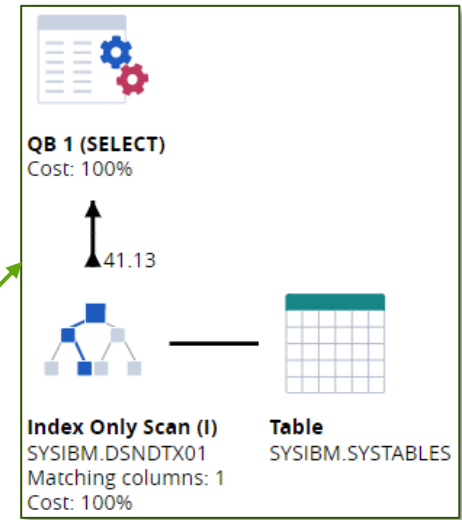 QB 1 (SELECT)
Cost: 100%
41.13
Index Only Scan (I)
SYSIBM.DSNDTX01
Matching columns: 1
Cost: 100%
Table
SYSIBM.SYSTABLES